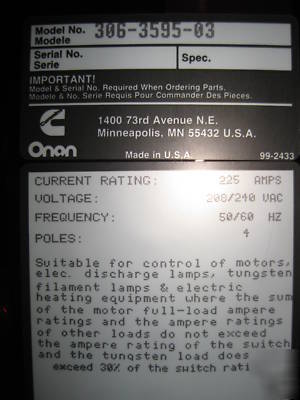 Model No. 306-3595-03
Modele
Serial No.
Serie
Spec.
IMPORTANT!
Model & Serial No. Required When Ordering Parts.
Modele & No. Serie Requis Pour Commander Des Pieces.
1400 73rd Avenue N.E.
Minneapolis, MN 55432 U.S.A.
Onan
Made in U.S.A.
99-2433
CURRENT RATING: 225 AMPS
VOLTAGE: 208/240 VAC
FREQUENCY: 50/60 HZ
POLES: 4
Suitable for control of motors,
elec. discharge lamps, tungsten
filament lamps & electric
heating equipment where the sum
of the motor full-load ampere
ratings and the ampere ratings
of other loads do not exceed
the ampere rating of the switch
and the tungsten load does
exceed 30% of the switch rati